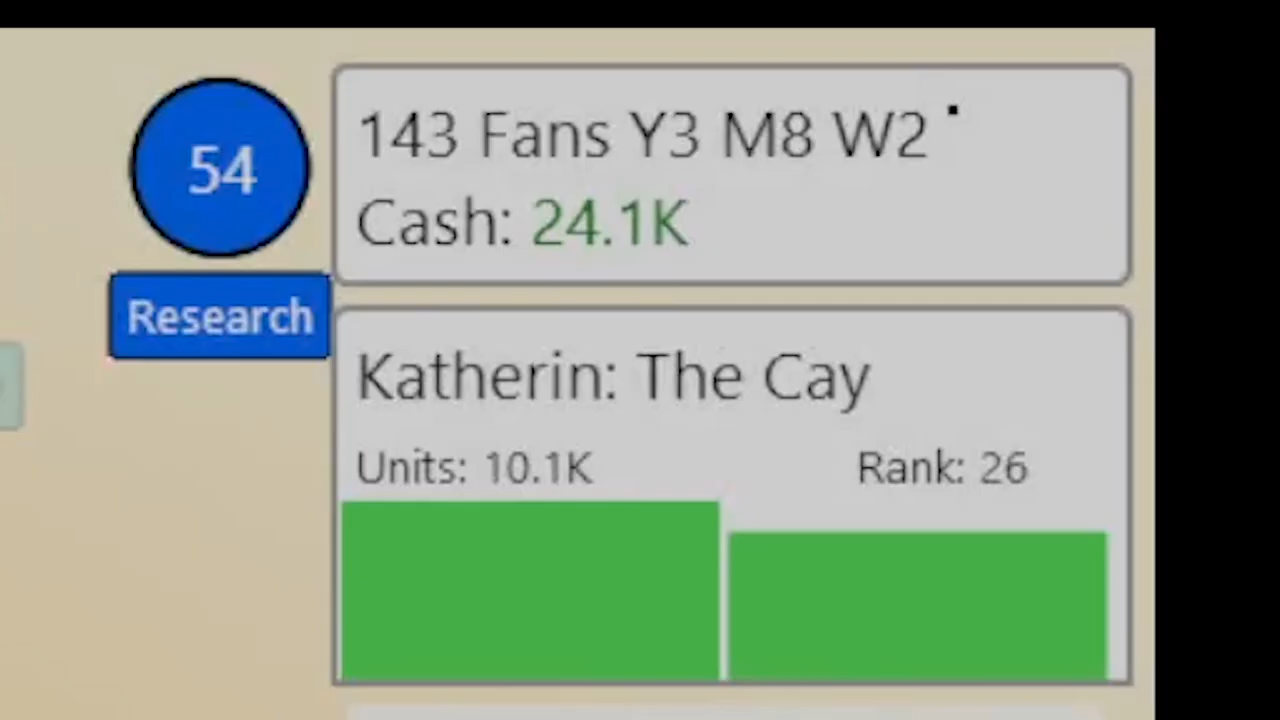 54
Research
143 Fans Y3 M8 W2
Cash: 24.1K
Katherin: The Cay
Units: 10.1K
Rank: 26